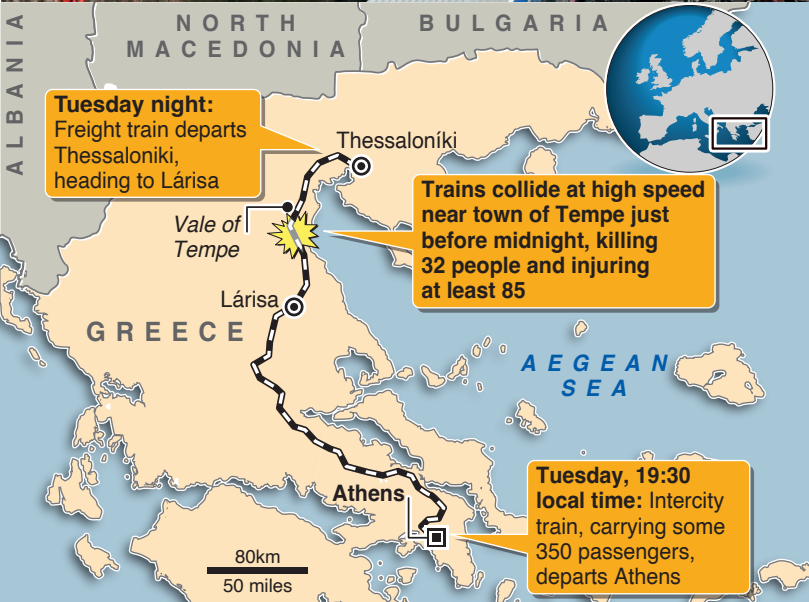 ALBANIA
NORTH
MACEDONIA
BULGARIA
Tuesday night:
Freight train departs
Thessaloniki,
heading to Lárisa
Thessaloníki
Trains collide at high speed
near town of Tempe just
before midnight, killing
32 people and injuring
at least 85
Vale of
Tempe
Lárisa
GREECE
AEGEAN
SEA
Athens
Tuesday, 19:30
local time: Intercity
train, carrying some
350 passengers,
departs Athens
80km
50 miles